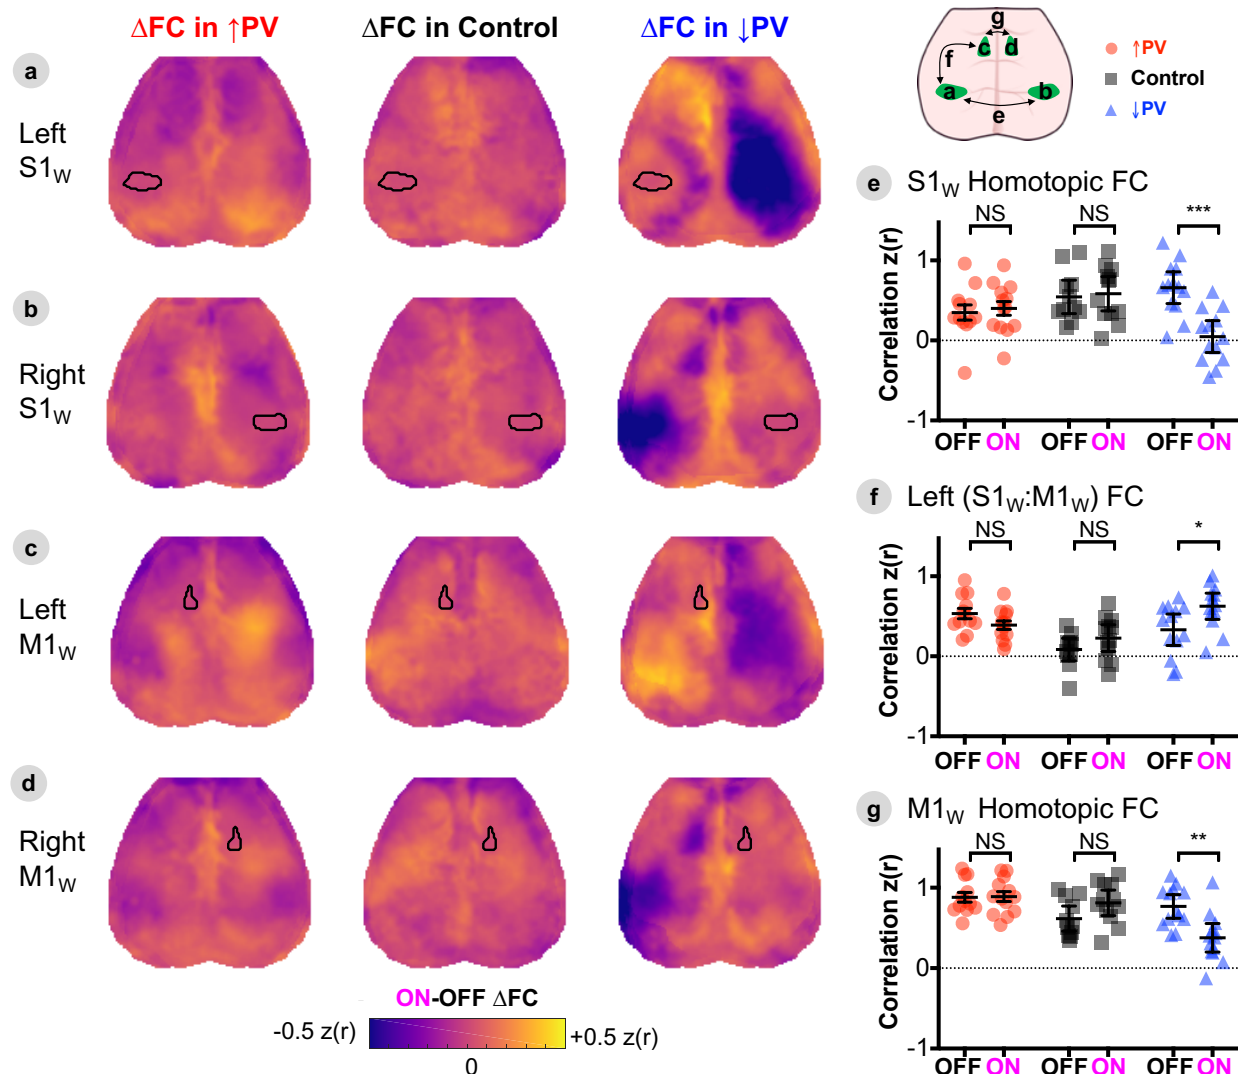 ΔFC in ↑PV
ΔFC in Control
ΔFC in ↓PV
a
Left
S1W
b
Right
S1W
c
Left
M1W
d
Right
M1W
ON-OFF ΔFC
-0.5 z(r)
+0.5 z(r)
0
g
c
d
f
a
b
e
↑PV
Control
↓PV
e
S1W Homotopic FC
NS
NS
***
Correlation z(r)
1
0
-1
OFF ON OFF ON OFF ON
f
Left (S1W:M1W) FC
NS
NS
*
Correlation z(r)
1
0
-1
OFF ON OFF ON OFF ON
g
M1W Homotopic FC
NS
NS
**
Correlation z(r)
1
0
-1
OFF ON OFF ON OFF ON